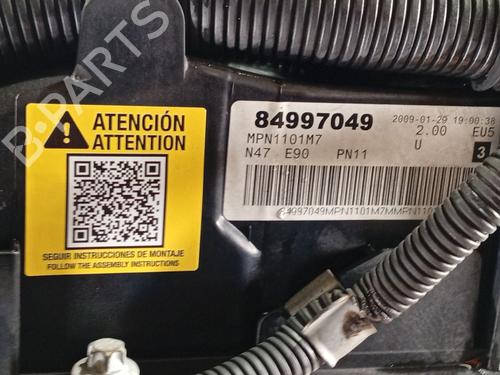 B-PARTS
ATENCIÓN
ATTENTION
SEGUIR INSTRUCCIONES DE MONTAJE
FOLLOW THE ASSEMBLY INSTRUCTIONS
84997049 2009-01-29 19:00:38
MPN1101M7 2.00 EU5
N47 E90 PN11 U
3
84997049MPN1101M7MMPN110